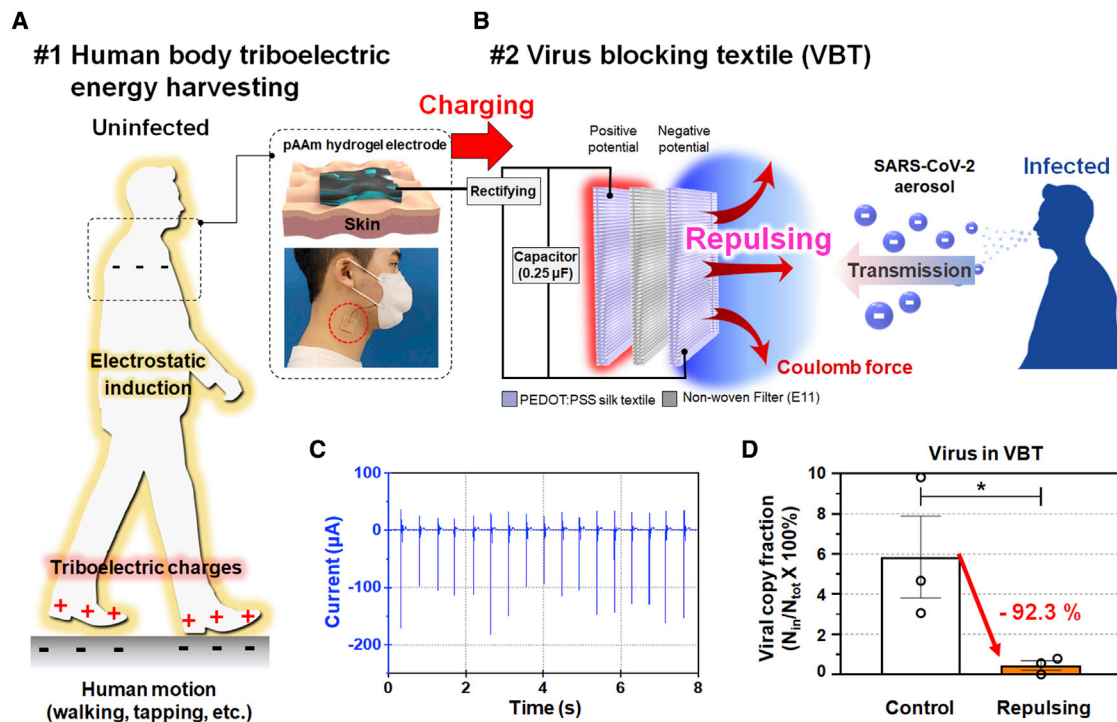 A
#1 Human body triboelectric
energy harvesting
Uninfected
- - -
Electrostatic
induction
Triboelectric charges
+ + + + + +
- - - - - -
Human motion
(walking, tapping, etc.)
pAAm hydrogel electrode
Skin
Charging
Rectifying
B
#2 Virus blocking textile (VBT)
Positive
potential
Negative
potential
Capacitor
(0.25 µF)
Repulsing
Coulomb force
PEDOT:PSS silk textile
Non-woven Filter (E11)
SARS-CoV-2
aerosol
Infected
Transmission
C
Current (µA)
100
0
-100
-200
0 2 4 6 8
Time (s)
D
Virus in VBT
Viral copy fraction
(N_in/N_tot X 100%)
10
8
6
4
2
0
*
- 92.3 %
Control Repulsing